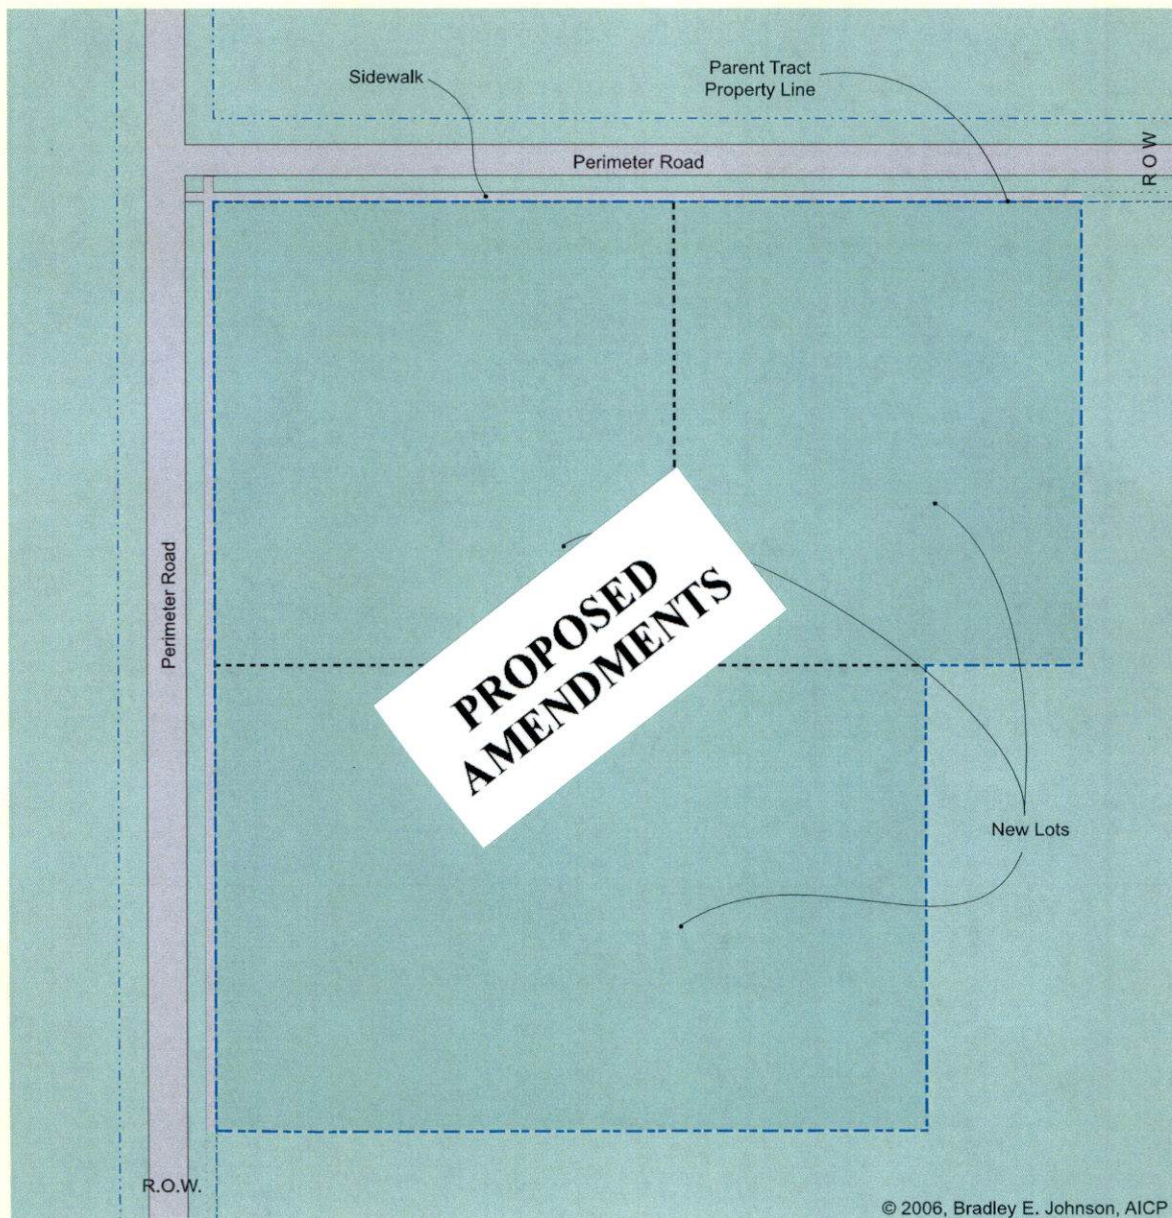 Sidewalk
Parent Tract
Property Line
Perimeter Road
ROW
Perimeter Road
PROPOSED
AMENDMENTS
New Lots
R.O.W.
© 2006, Bradley E. Johnson, AICP